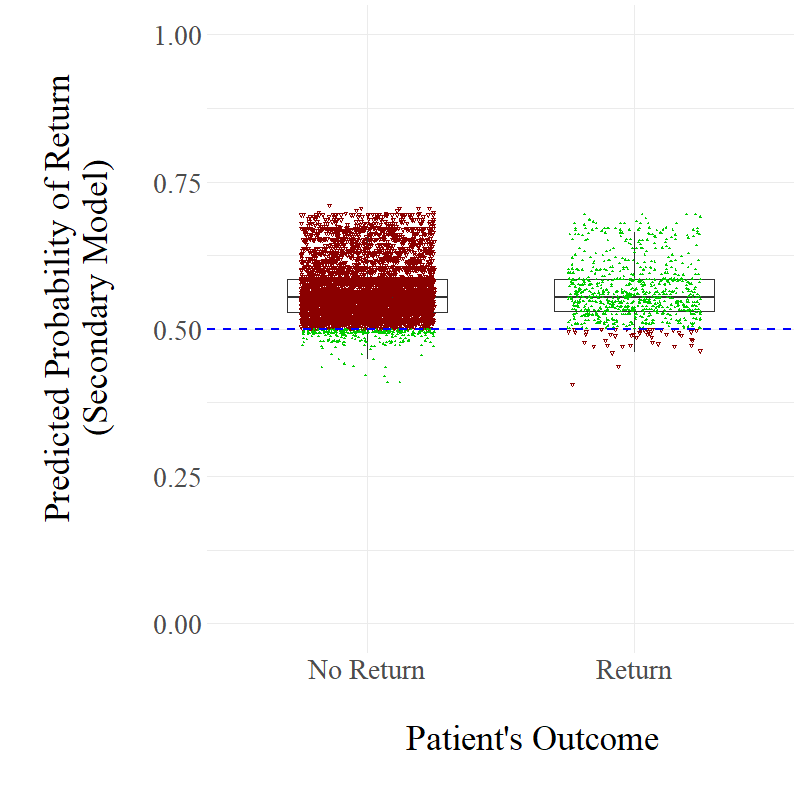 Predicted Probability of Return
(Secondary Model)
1.00
0.75
0.50
0.25
0.00
No Return
Return
Patient's Outcome